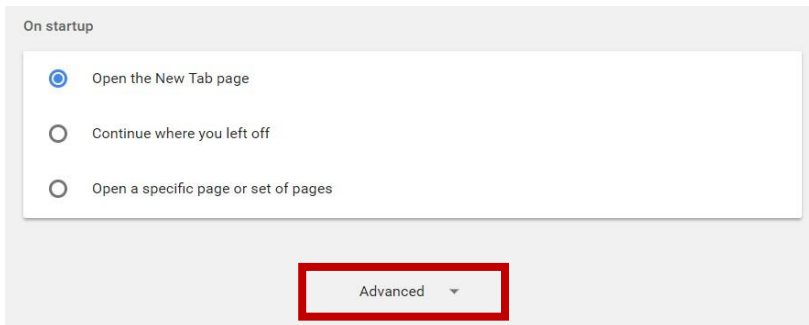 On startup
Open the New Tab page
Continue where you left off
Open a specific page or set of pages
Advanced